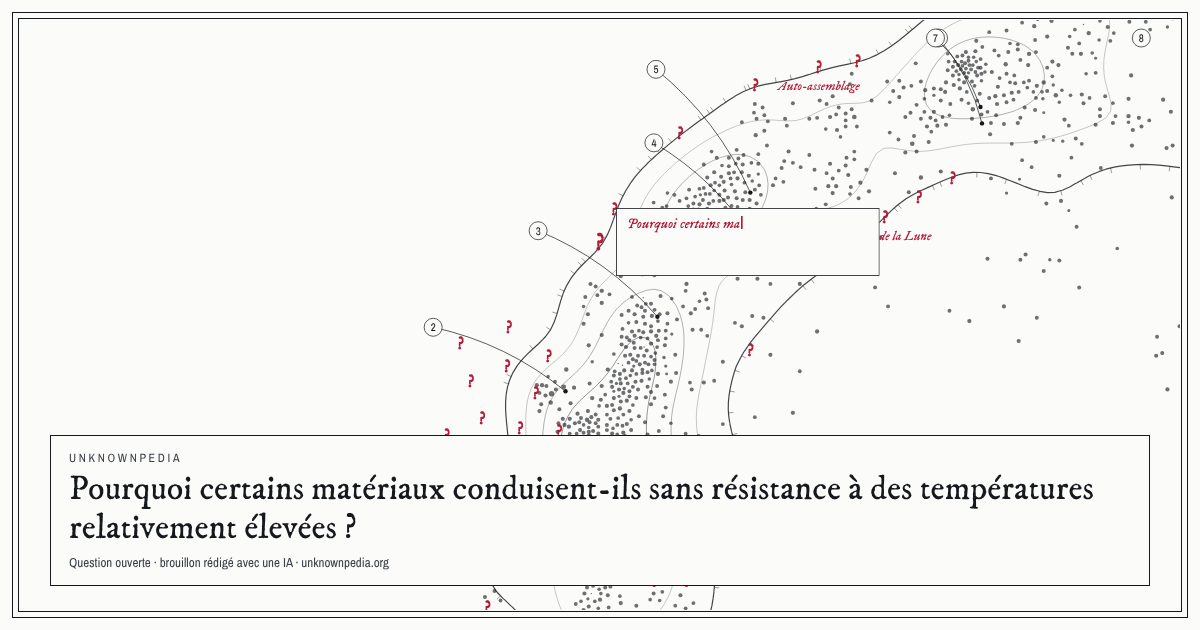 7
8
5
Auto-assemblage
4
Pourquoi certains ma
3
de la Lune
2
UNKNOWNPEDIA
Pourquoi certains matériaux conduisent-ils sans résistance à des températures
relativement élevées ?
Question ouverte · brouillon rédigé avec une IA · unknownpedia.org